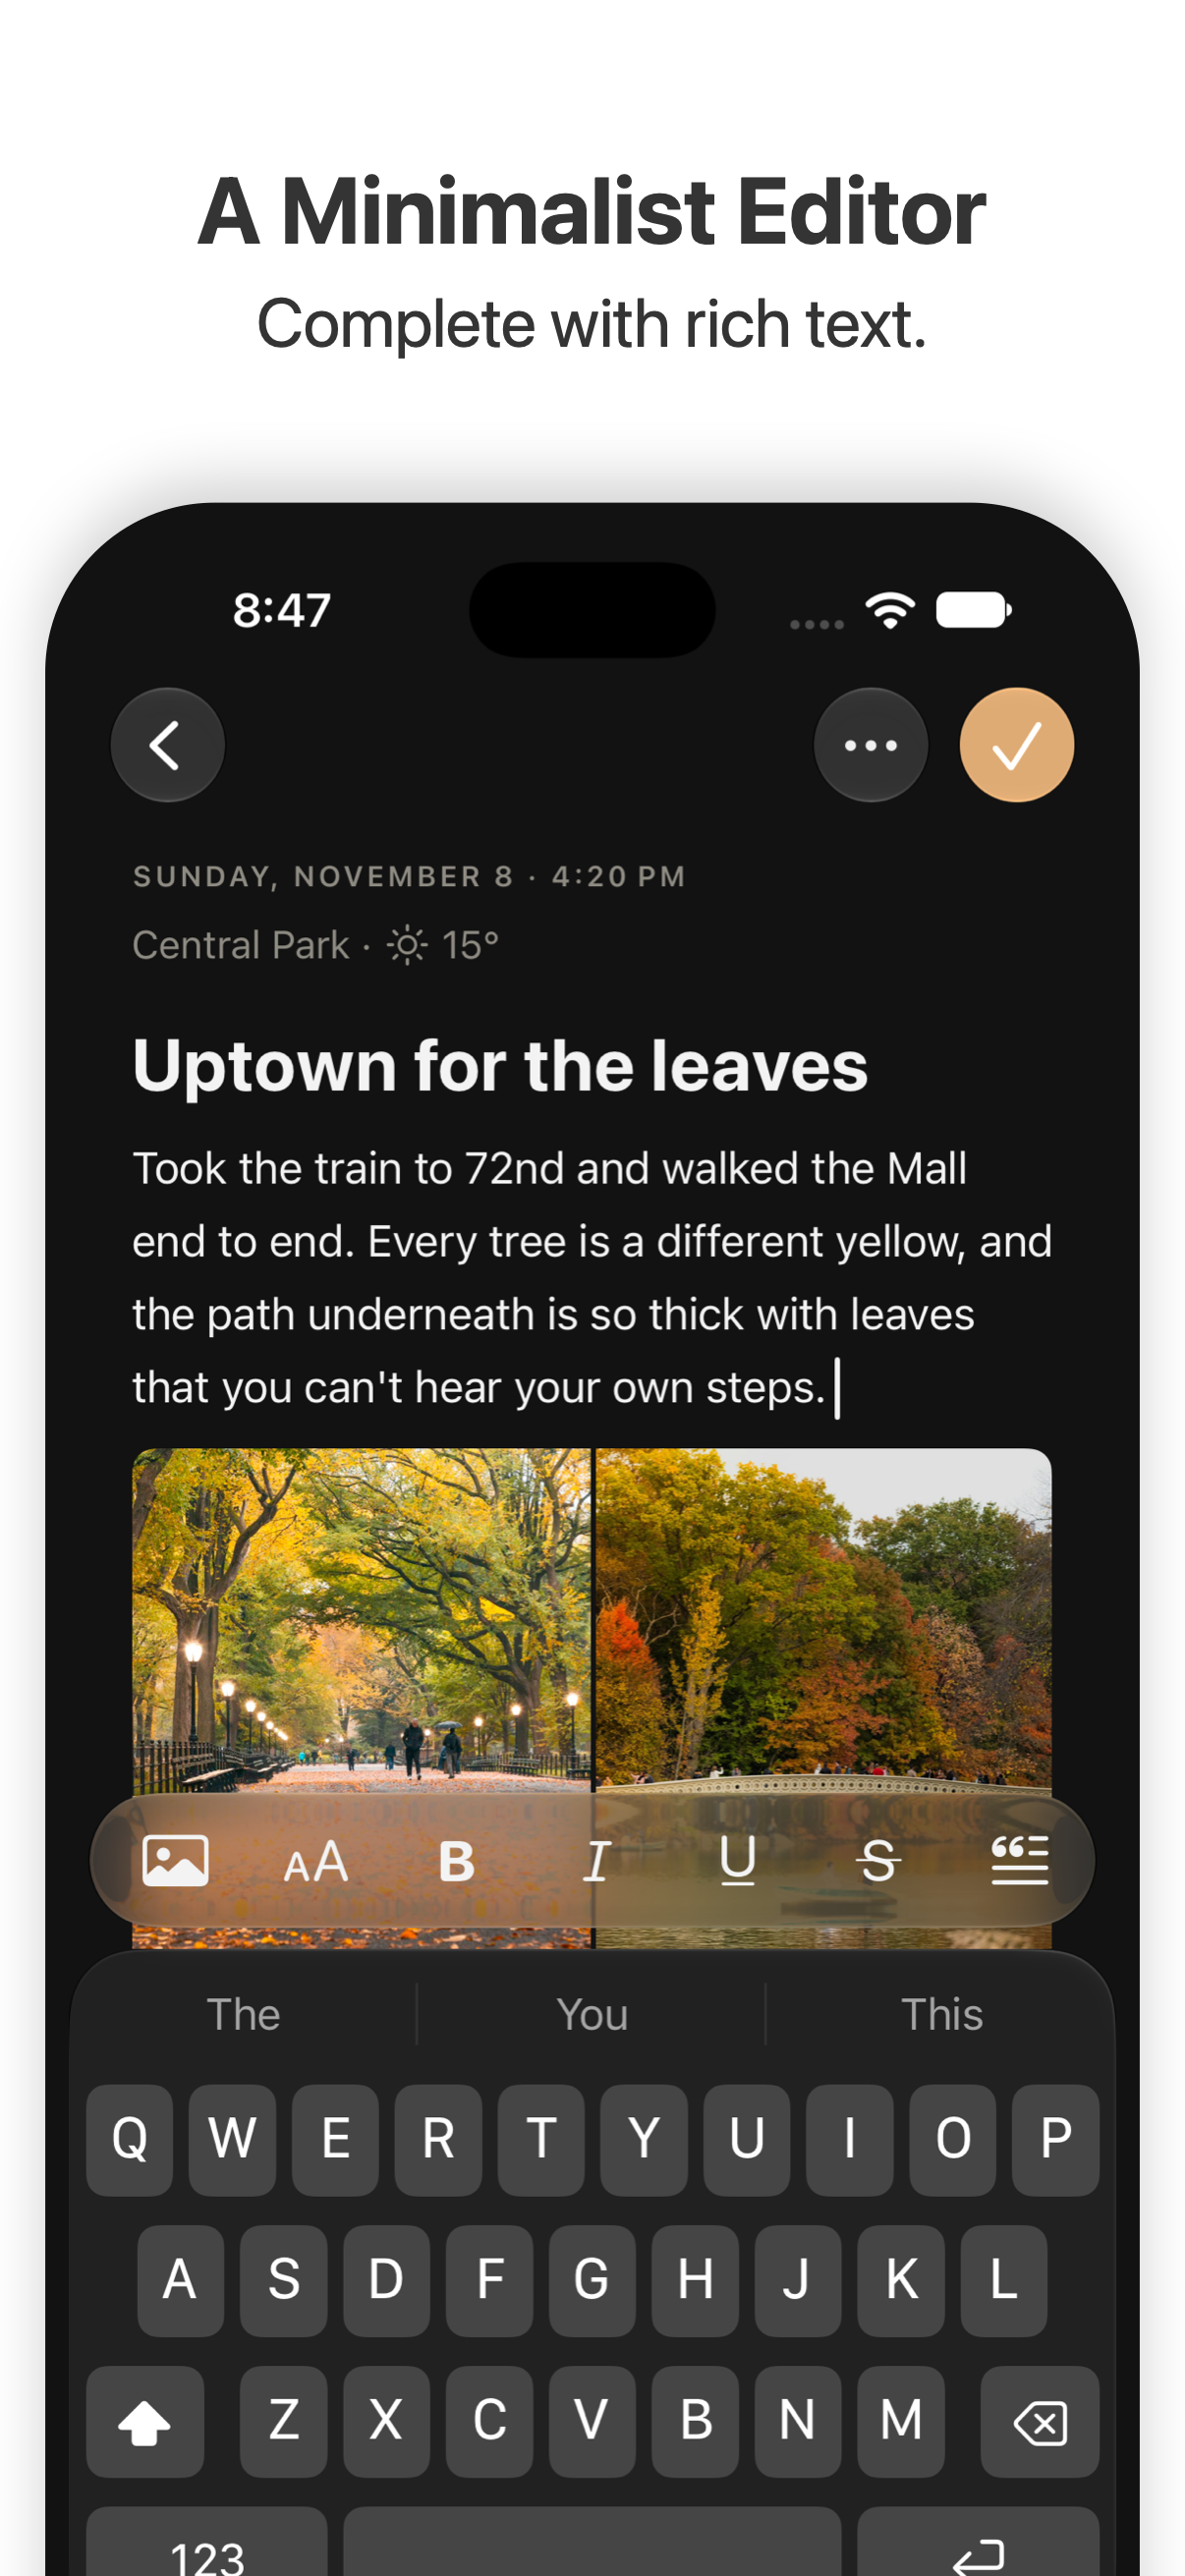 A Minimalist Editor
Complete with rich text.
8:47
SUNDAY, NOVEMBER 8 · 4:20 PM
Central Park · 15°
Uptown for the leaves
Took the train to 72nd and walked the Mall
end to end. Every tree is a different yellow, and
the path underneath is so thick with leaves
that you can't hear your own steps.
AA B I U S
The You This
Q W E R T Y U I O P
A S D F G H J K L
Z X C V B N M
123